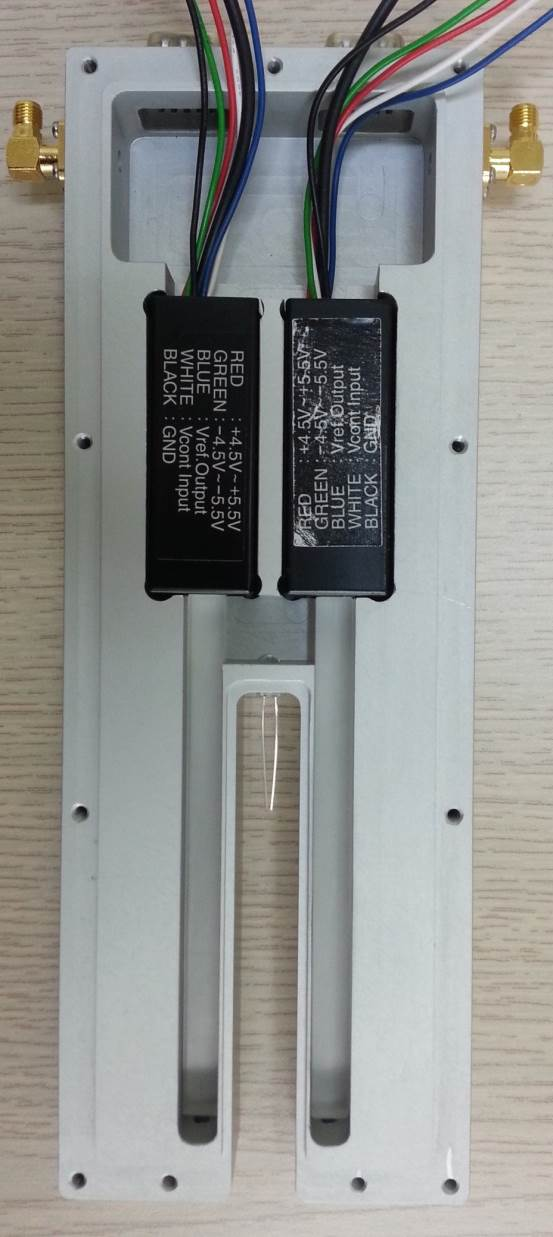 RED : +4.5V~+5.5V
GREEN : −4.5V~−5.5V
BLUE : Vref.Output
WHITE : Vcont Input
BLACK : GND
RED : +4.5V~+5.5V
GREEN : −4.5V~−5.5V
BLUE : Vref.Output
WHITE : Vcont Input
BLACK : GND